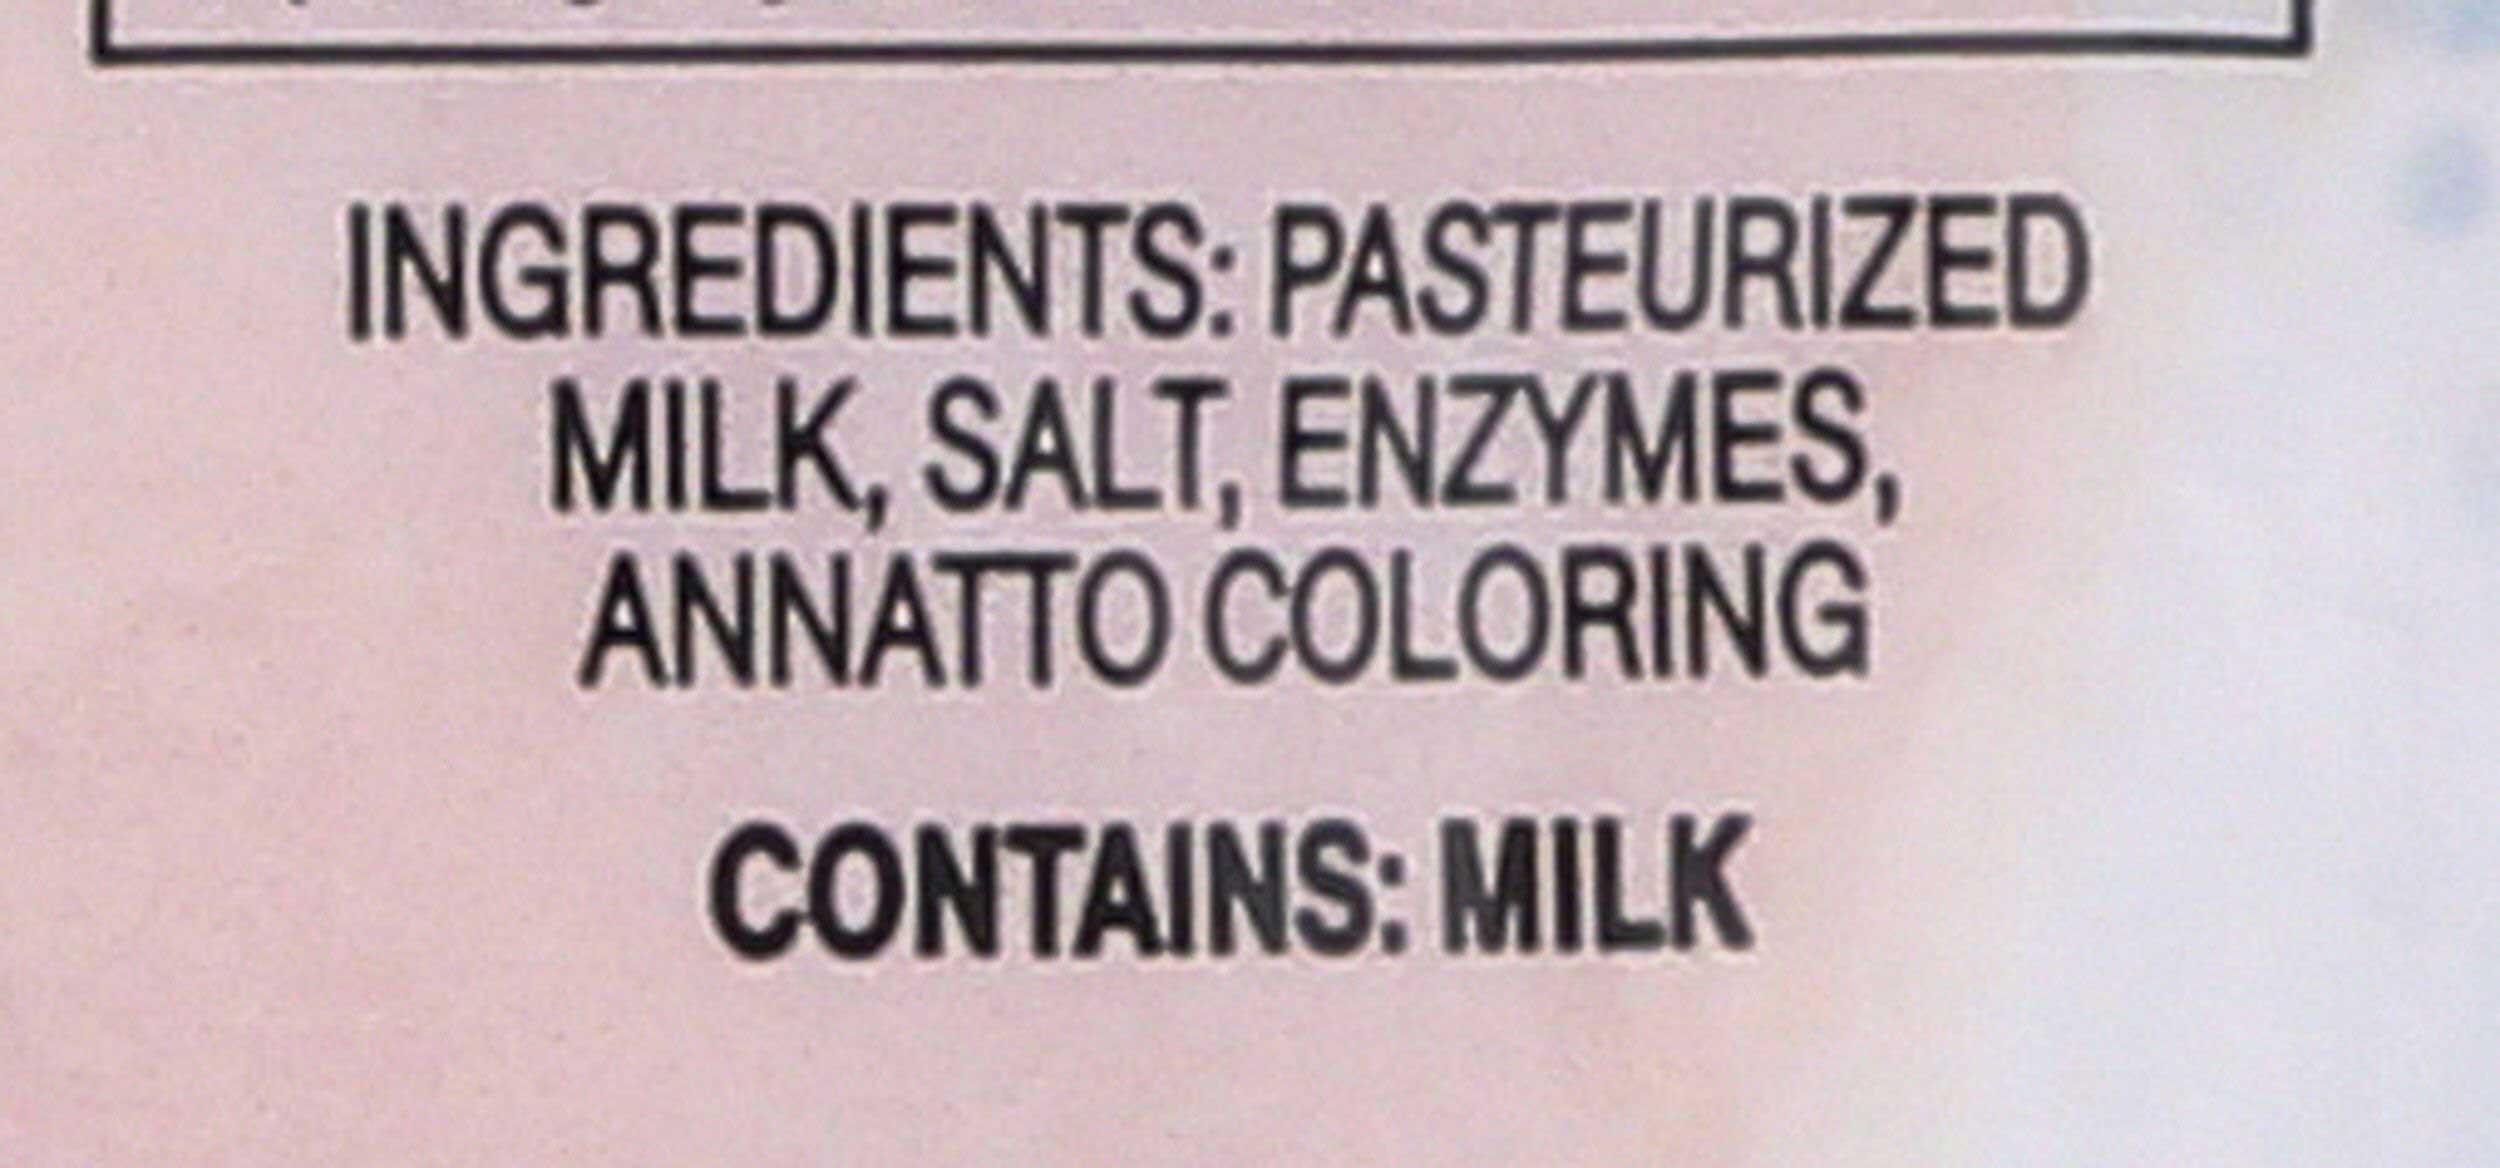 INGREDIENTS: PASTEURIZED
MILK, SALT, ENZYMES,
ANNATTO COLORING
CONTAINS: MILK